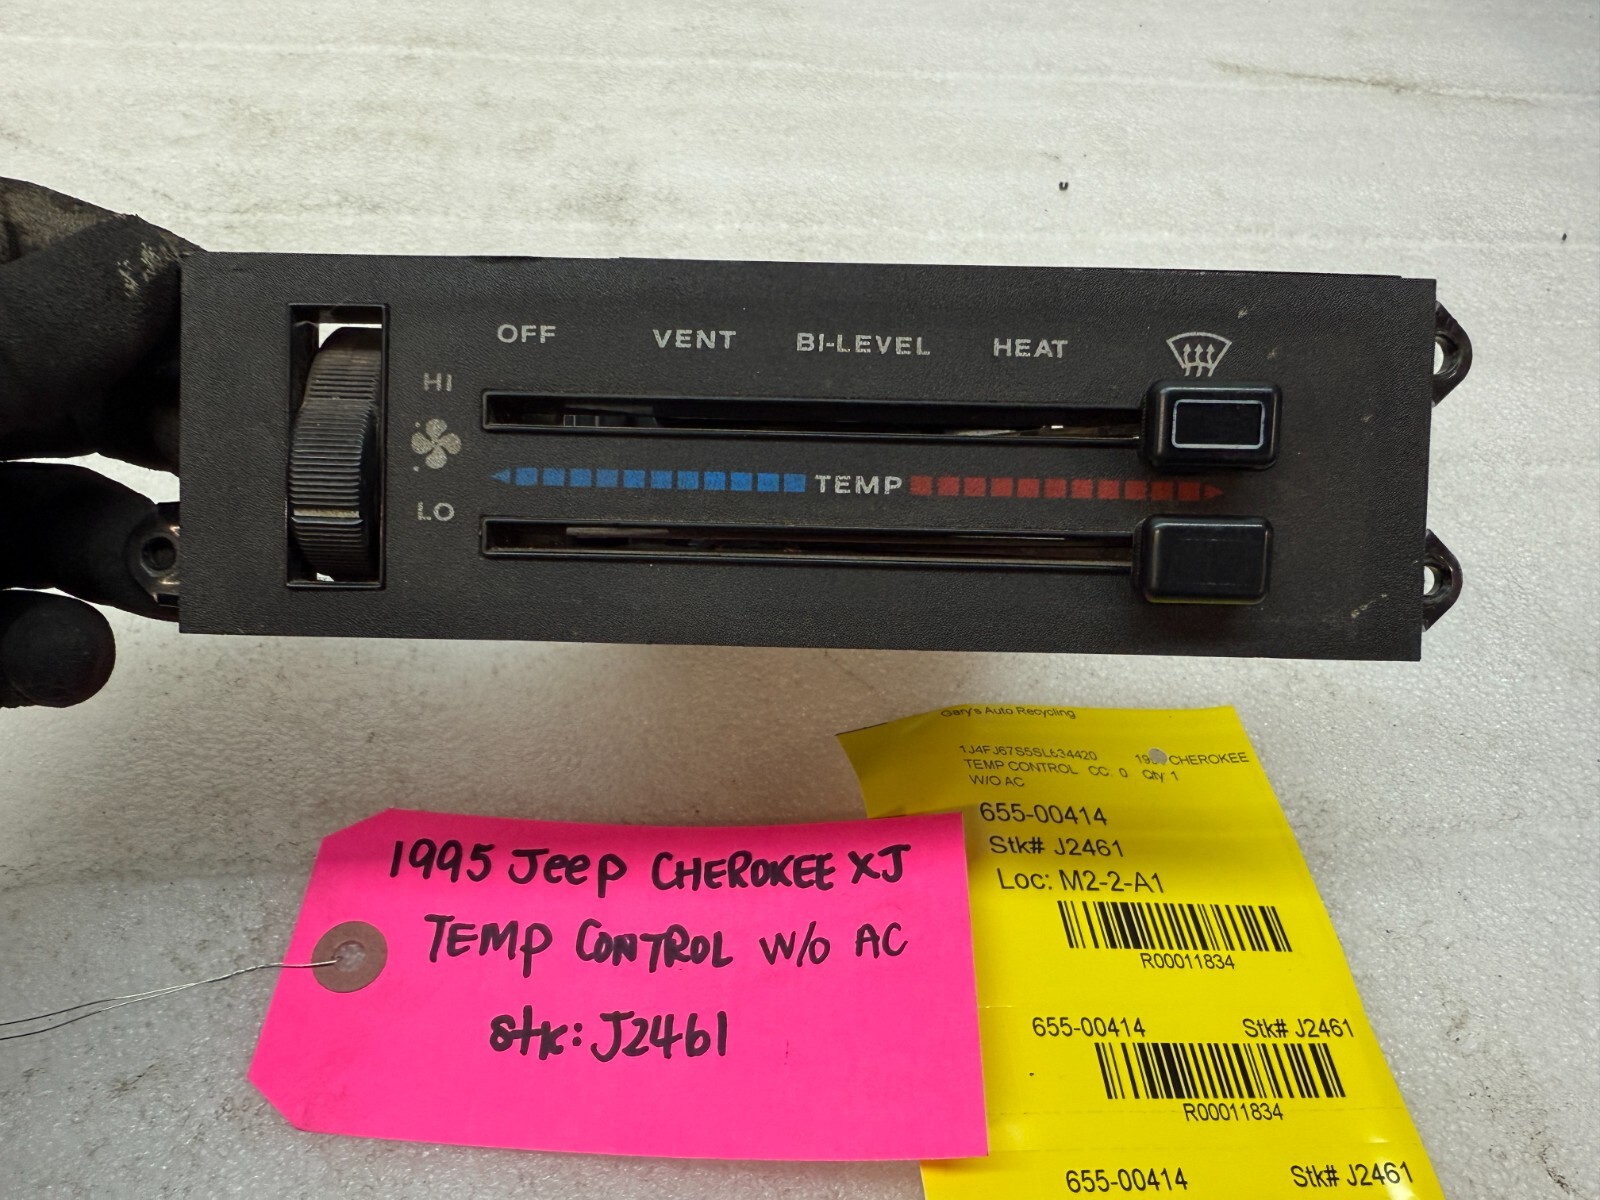 OFF VENT BI-LEVEL HEAT
HI
TEMP
LO
Gary's Auto Recycling
CHEROKEE
TEMP CONTROL CC: 0 Qty 1
W/O AC
655-00414
Stk# J2461
Loc: M2-2-A1
R00011834
655-00414 Stk# J2461
R00011834
655-00414 Stk# J2461
1995 Jeep CHEROKEE XJ
TEMP CONTROL W/O AC
stk: J2461